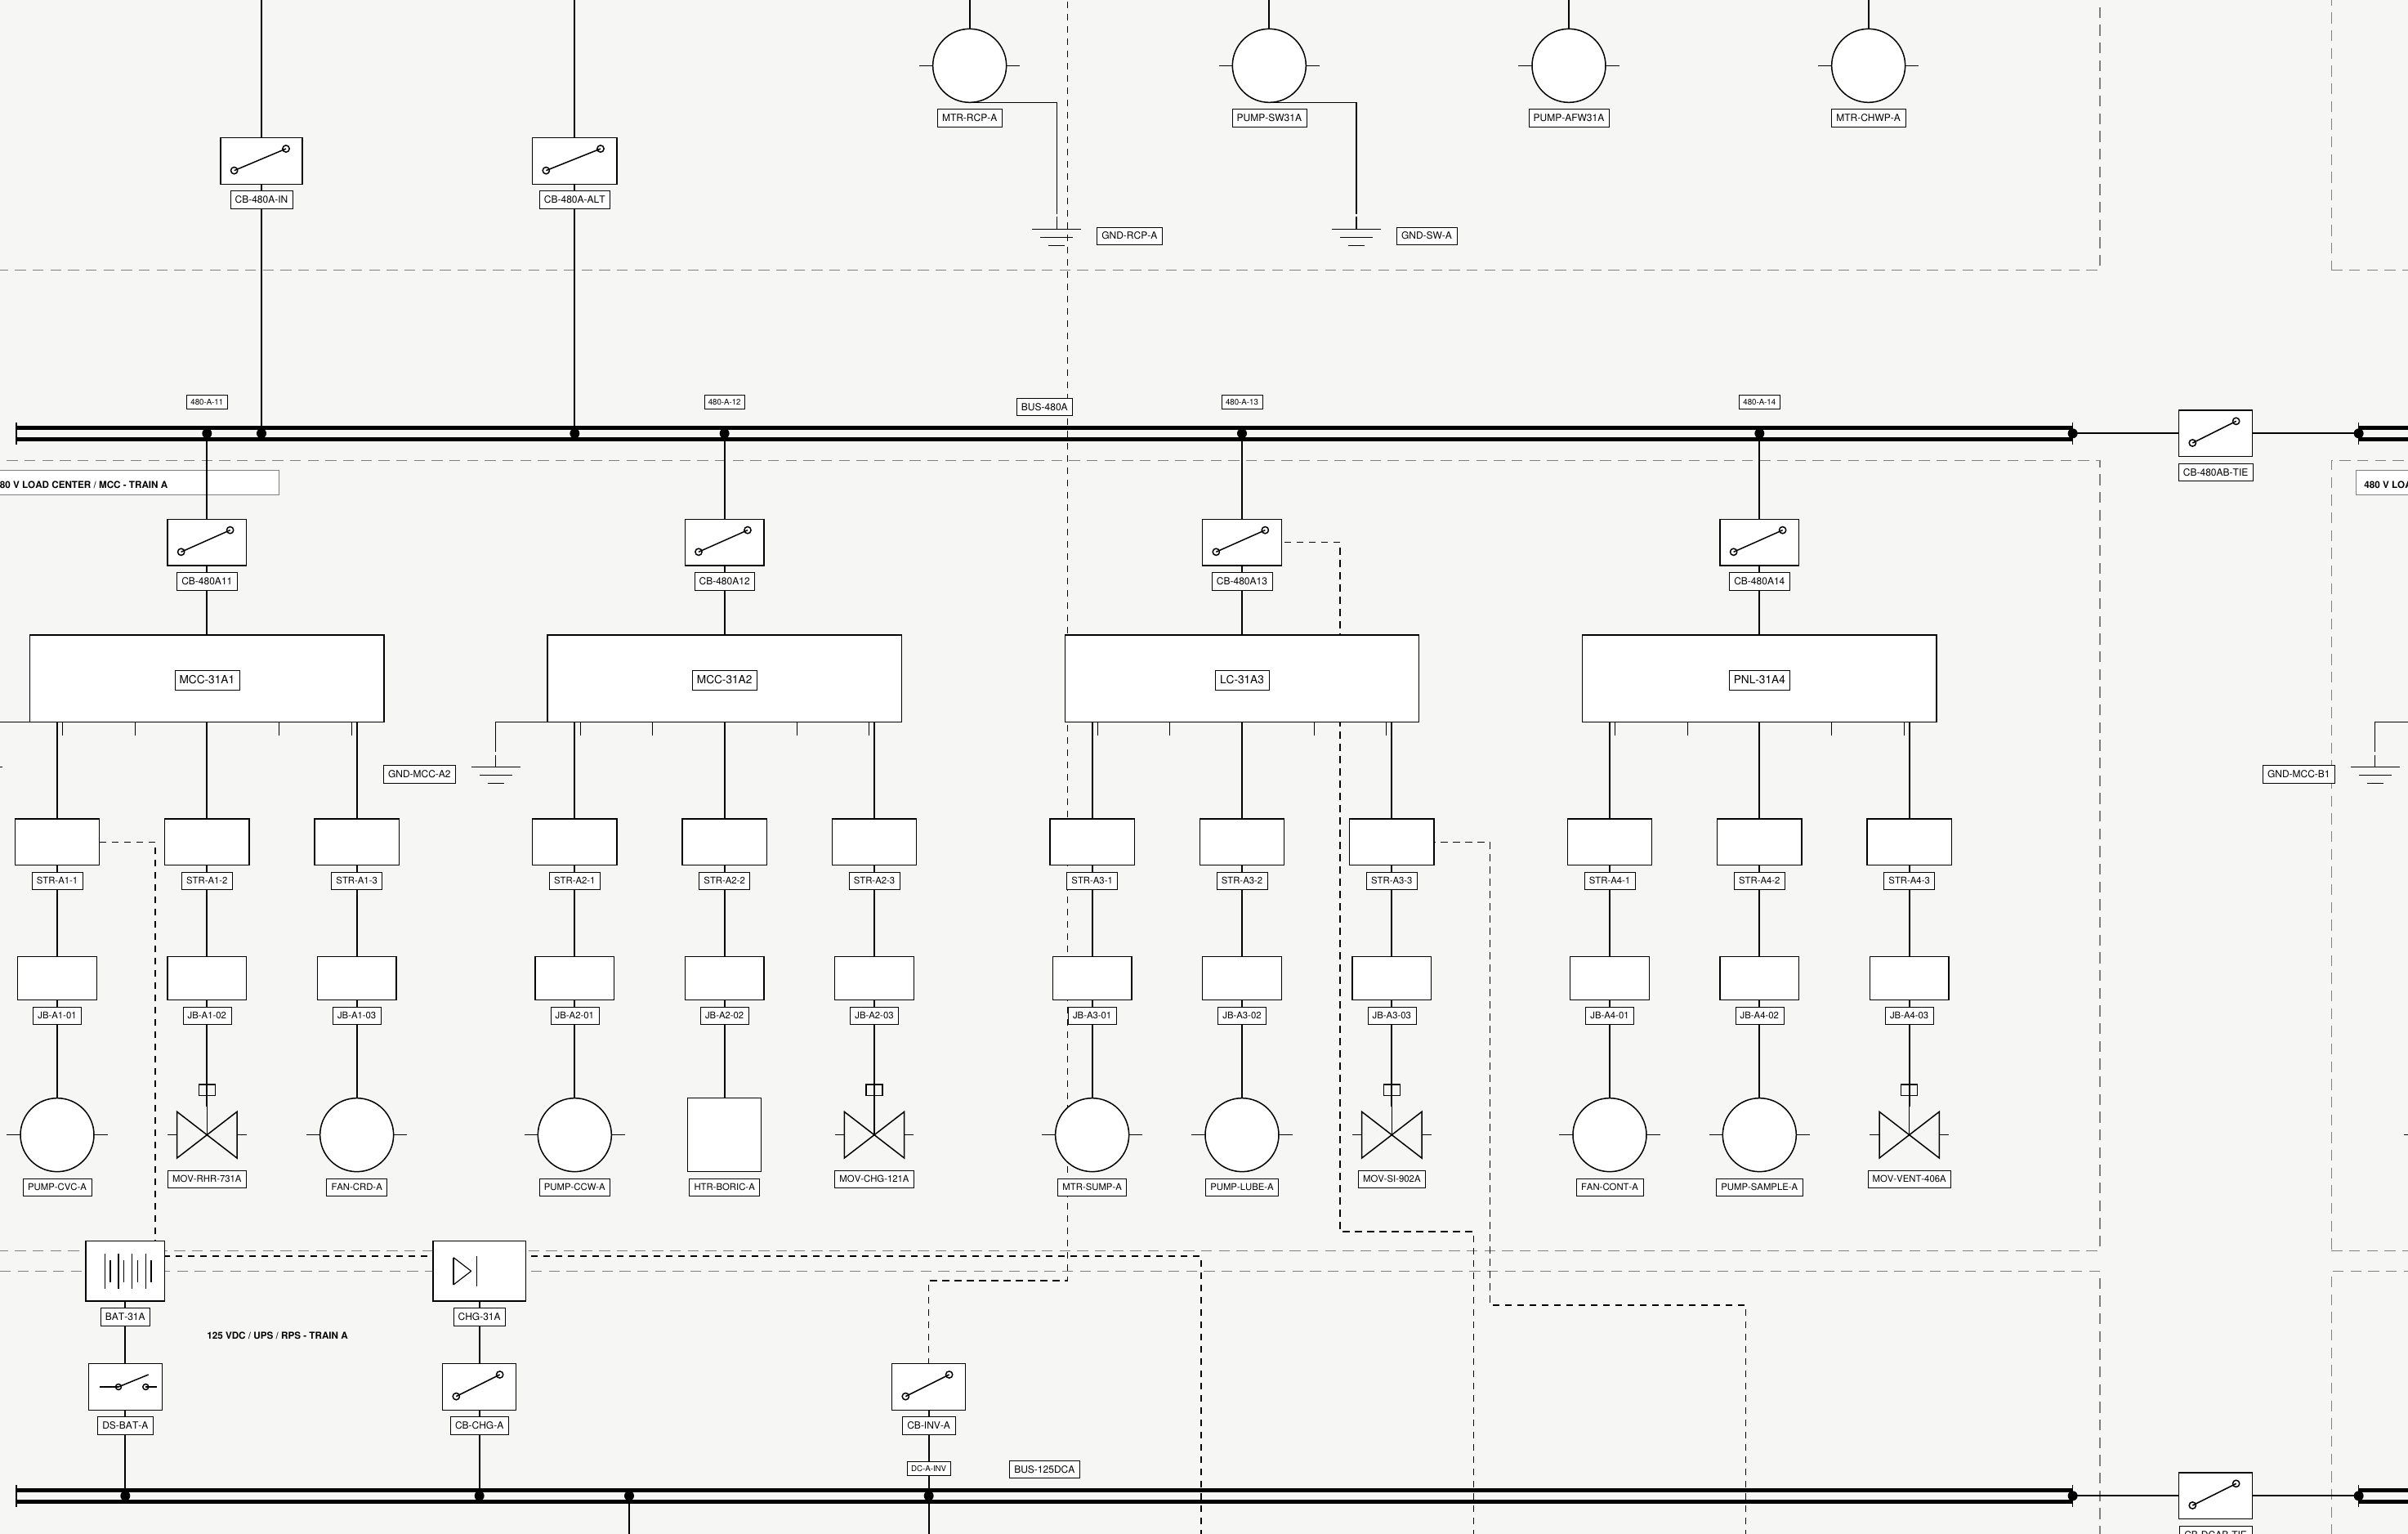 MTR-RCP-A
PUMP-SW31A
PUMP-AFW31A
MTR-CHWP-A
CB-480A-IN
CB-480A-ALT
GND-RCP-A
GND-SW-A
480-A-11
480-A-12
BUS-480A
480-A-13
480-A-14
CB-480AB-TIE
80 V LOAD CENTER / MCC - TRAIN A
480 V LOA
CB-480A11
CB-480A12
CB-480A13
CB-480A14
MCC-31A1
MCC-31A2
LC-31A3
PNL-31A4
GND-MCC-A2
GND-MCC-B1
STR-A1-1
STR-A1-2
STR-A1-3
STR-A2-1
STR-A2-2
STR-A2-3
STR-A3-1
STR-A3-2
STR-A3-3
STR-A4-1
STR-A4-2
STR-A4-3
JB-A1-01
JB-A1-02
JB-A1-03
JB-A2-01
JB-A2-02
JB-A2-03
JB-A3-01
JB-A3-02
JB-A3-03
JB-A4-01
JB-A4-02
JB-A4-03
PUMP-CVC-A
MOV-RHR-731A
FAN-CRD-A
PUMP-CCW-A
HTR-BORIC-A
MOV-CHG-121A
MTR-SUMP-A
PUMP-LUBE-A
MOV-SI-902A
FAN-CONT-A
PUMP-SAMPLE-A
MOV-VENT-406A
BAT-31A
CHG-31A
125 VDC / UPS / RPS - TRAIN A
DS-BAT-A
CB-CHG-A
CB-INV-A
DC-A-INV
BUS-125DCA